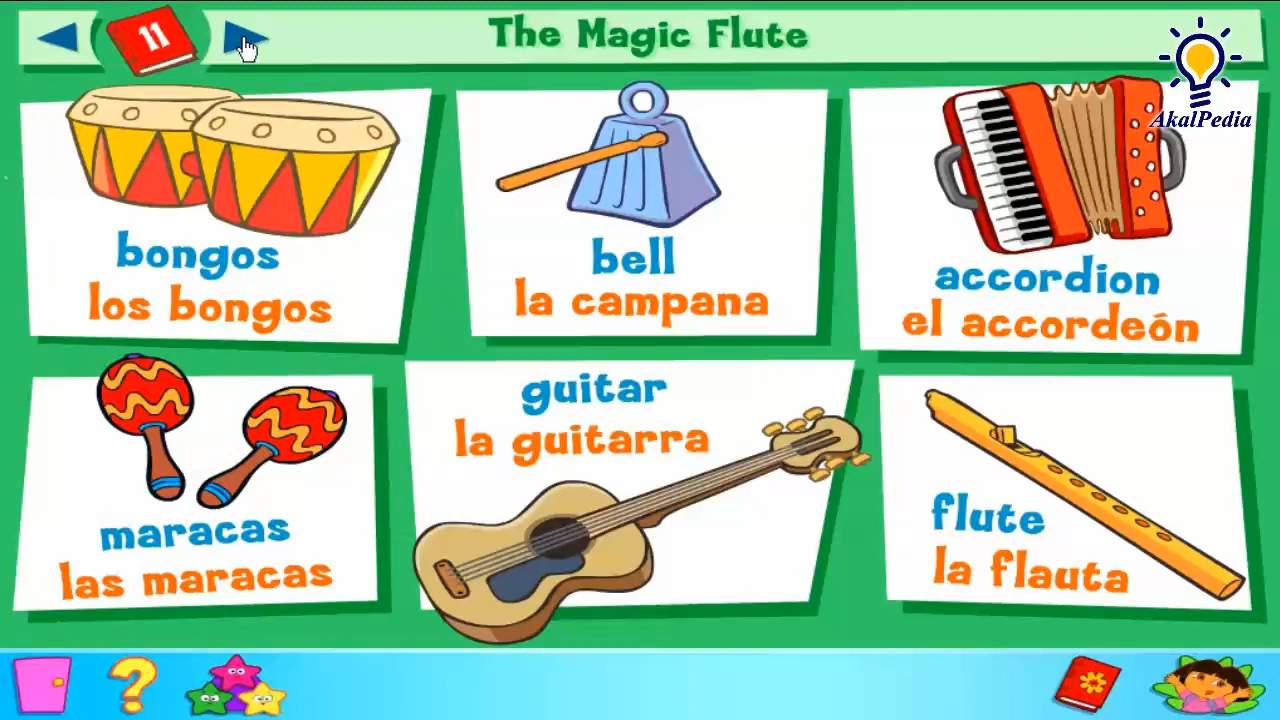 11
The Magic Flute
AkalPedia
bongos
los bongos
bell
la campana
accordion
el accordeón
maracas
las maracas
guitar
la guitarra
flute
la flauta
?